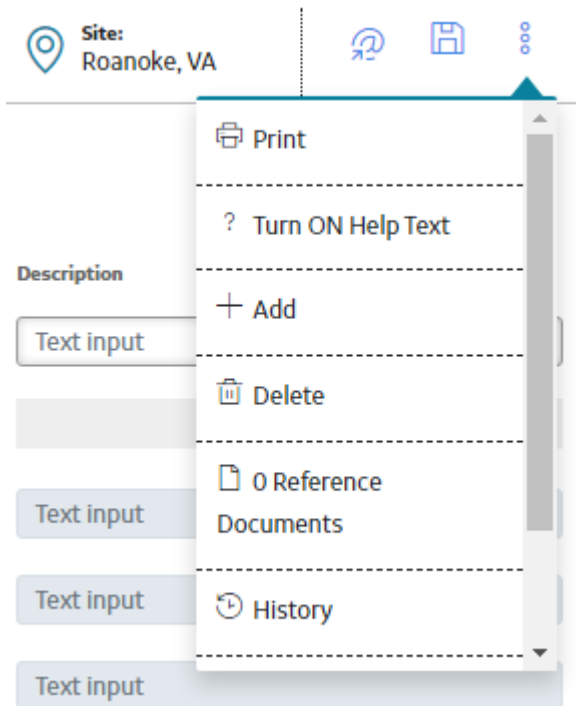 Site:
Roanoke, VA
Print
? Turn ON Help Text
Description
Add
Text input
Delete
0 Reference
Documents
Text input
Text input
History
Text input